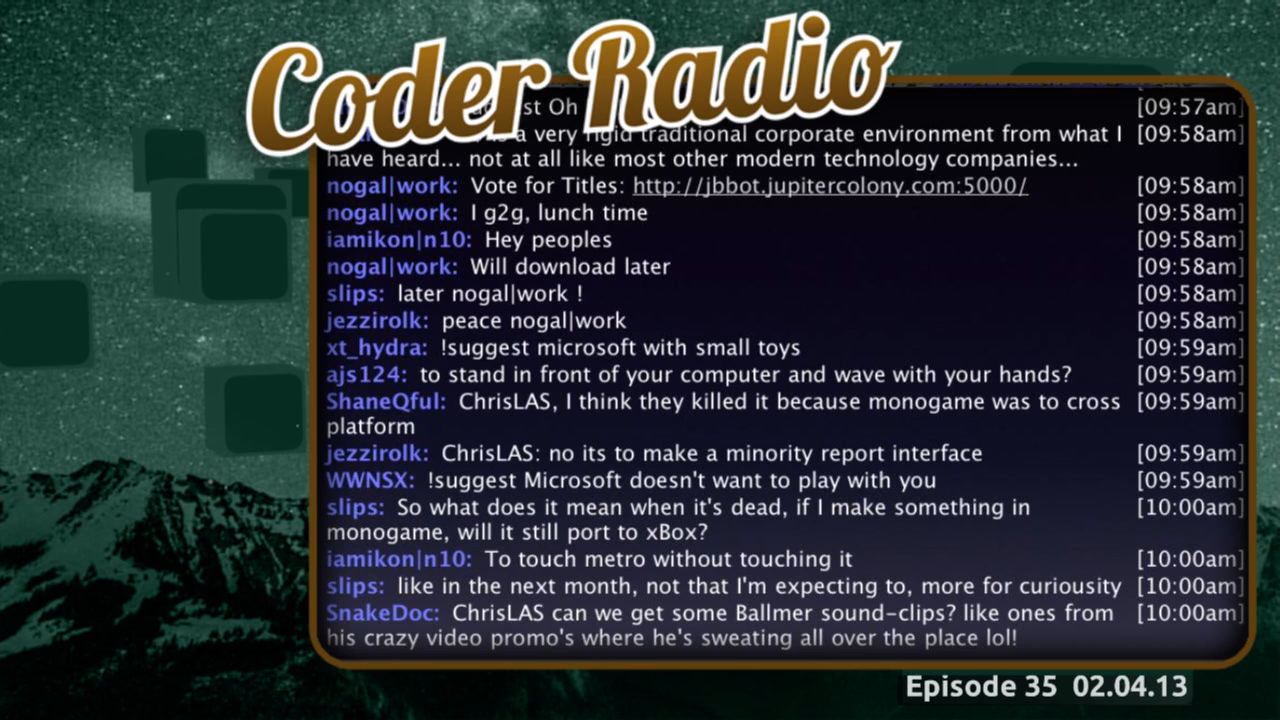 Coder Radio
st Oh [09:57am]
a very rigid traditional corporate environment from what I [09:58am]
have heard... not at all like most other modern technology companies...
nogal|work: Vote for Titles: http://jbbot.jupitercolony.com:5000/ [09:58am]
nogal|work: I g2g, lunch time [09:58am]
iamikon|n10: Hey peoples [09:58am]
nogal|work: Will download later [09:58am]
slips: later nogal|work ! [09:58am]
jezzirolk: peace nogal|work [09:58am]
xt_hydra: !suggest microsoft with small toys [09:59am]
ajs124: to stand in front of your computer and wave with your hands? [09:59am]
ShaneQful: ChrisLAS, I think they killed it because monogame was to cross [09:59am]
platform
jezzirolk: ChrisLAS: no its to make a minority report interface [09:59am]
WWNSX: !suggest Microsoft doesn't want to play with you [09:59am]
slips: So what does it mean when it's dead, if I make something in [10:00am]
monogame, will it still port to xBox?
iamikon|n10: To touch metro without touching it [10:00am]
slips: like in the next month, not that I'm expecting to, more for curiousity [10:00am]
SnakeDoc: ChrisLAS can we get some Ballmer sound-clips? like ones from [10:00am]
his crazy video promo's where he's sweating all over the place lol!
Episode 35 02.04.13